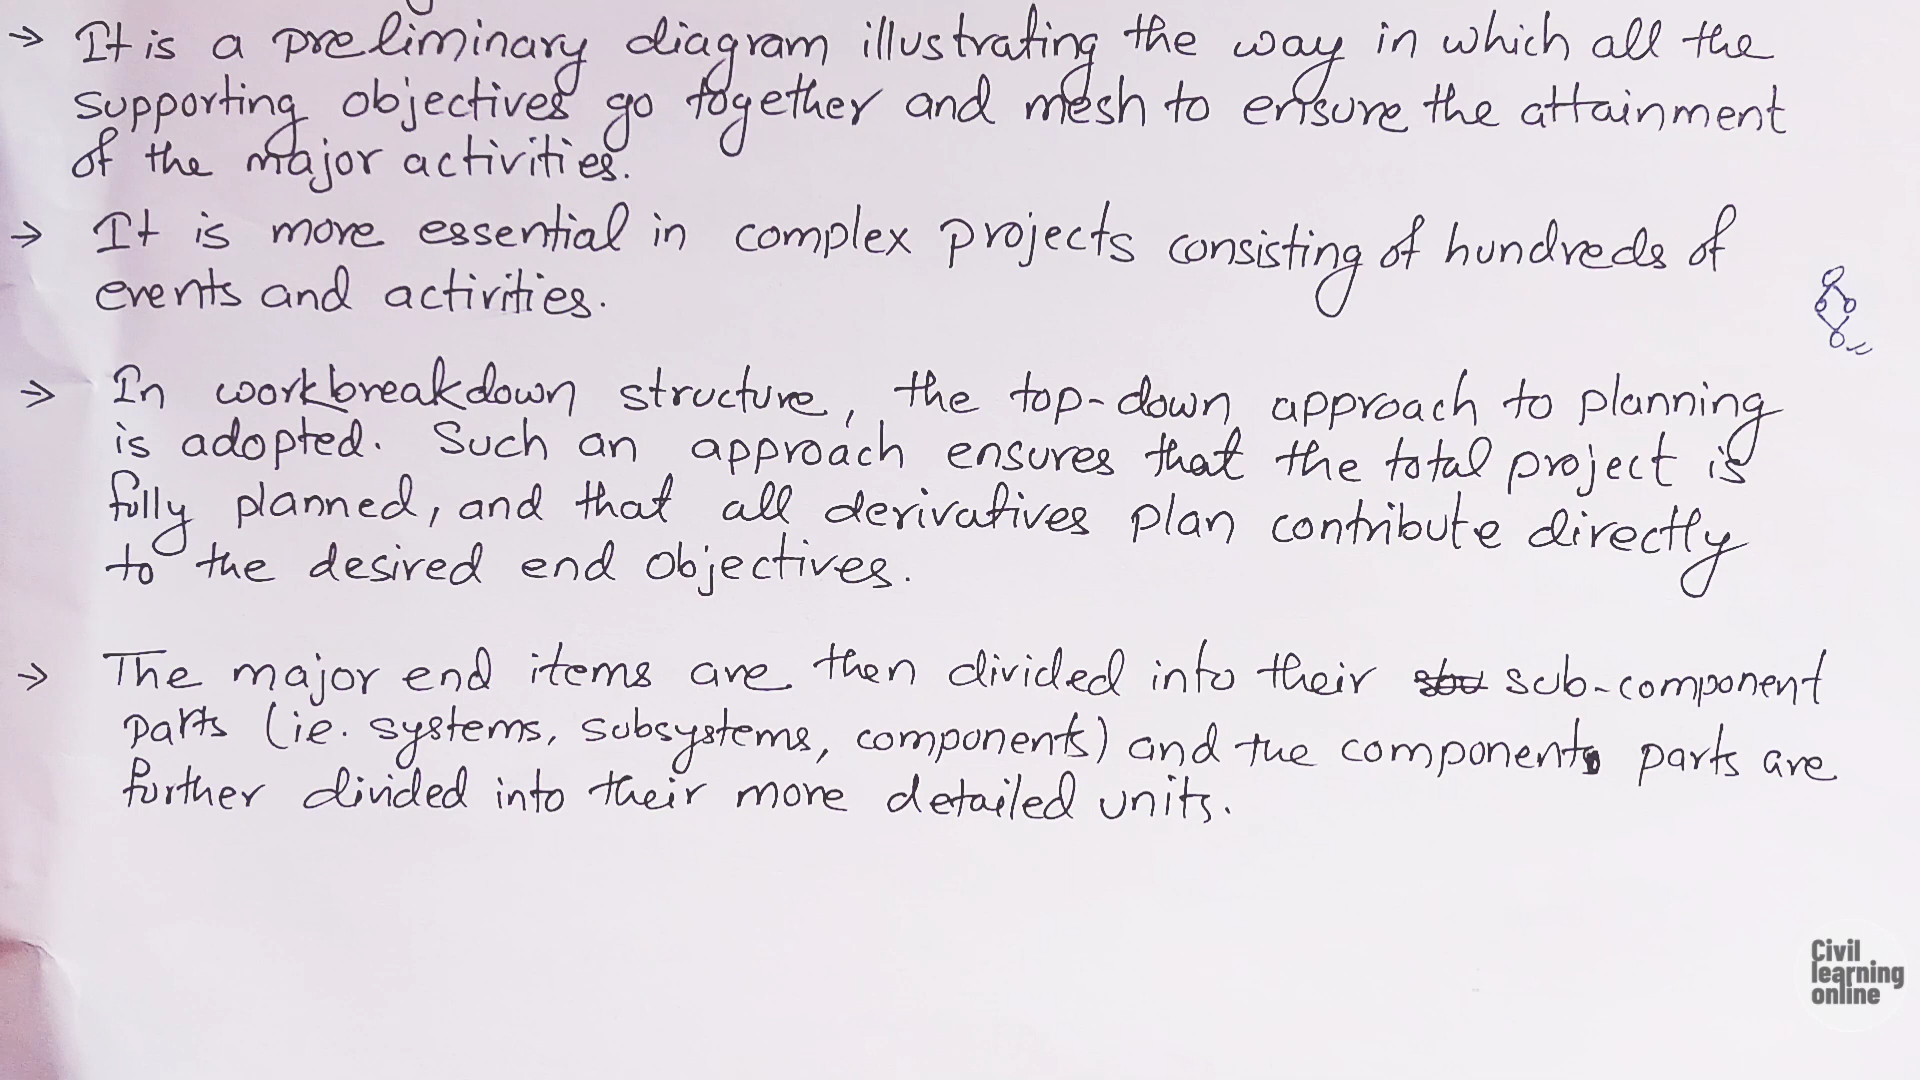 → It is a preliminary diagram illustrating the way in which all the
supporting objectives go together and mesh to ensure the attainment
of the major activities.
→ It is more essential in complex projects consisting of hundreds of
events and activities.
→ In workbreakdown structure, the top-down approach to planning
is adopted. Such an approach ensures that the total project is
fully planned, and that all derivatives plan contribute directly
to the desired end objectives.
→ The major end items are then divided into their sub-component
parts (ie. systems, subsystems, components) and the components parts are
further divided into their more detailed units.
Civil
learning
online